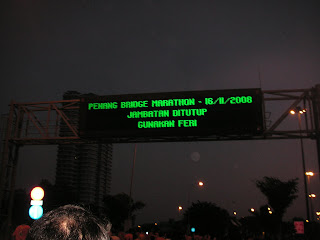 PENANG BRIDGE MARATHON - 16/11/2008
JAMBATAN DITUTUP
GUNAKAN FERI